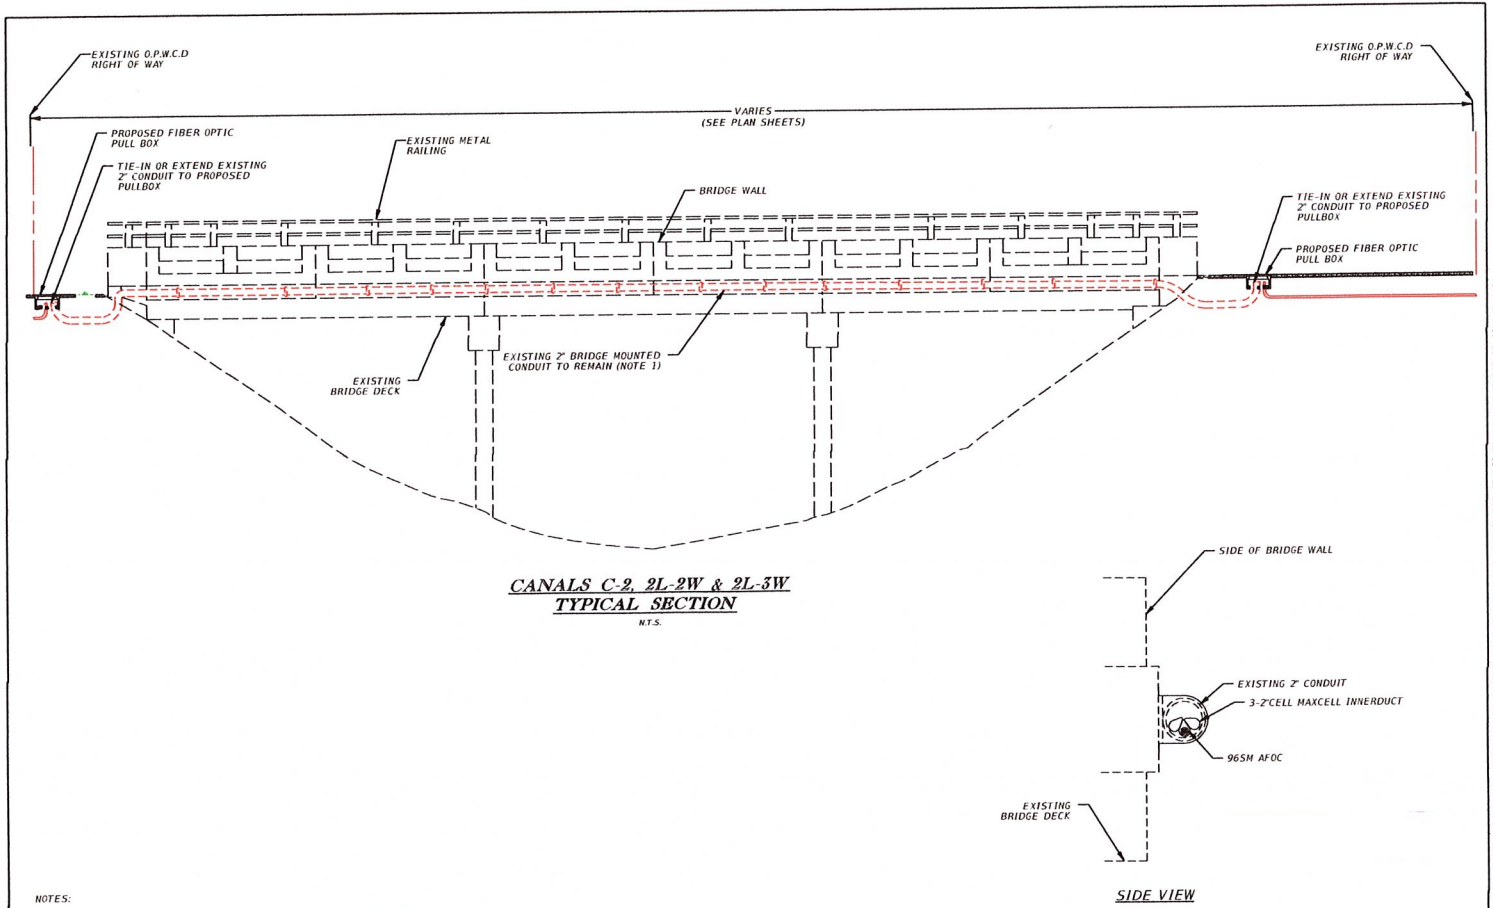 EXISTING O.P.W.C.D
RIGHT OF WAY
EXISTING O.P.W.C.D
RIGHT OF WAY
VARIES
(SEE PLAN SHEETS)
PROPOSED FIBER OPTIC
PULL BOX
TIE-IN OR EXTEND EXISTING
2" CONDUIT TO PROPOSED
PULLBOX
EXISTING METAL
RAILING
BRIDGE WALL
TIE-IN OR EXTEND EXISTING
2" CONDUIT TO PROPOSED
PULLBOX
PROPOSED FIBER OPTIC
PULL BOX
EXISTING 2" BRIDGE MOUNTED
CONDUIT TO REMAIN (NOTE 1)
EXISTING
BRIDGE DECK
CANALS C-2, 2L-2W & 2L-3W
TYPICAL SECTION
N.T.S.
SIDE OF BRIDGE WALL
EXISTING 2" CONDUIT
3-2"CELL MAXCELL INNERDUCT
96SM AFOC
EXISTING
BRIDGE DECK
SIDE VIEW
NOTES: